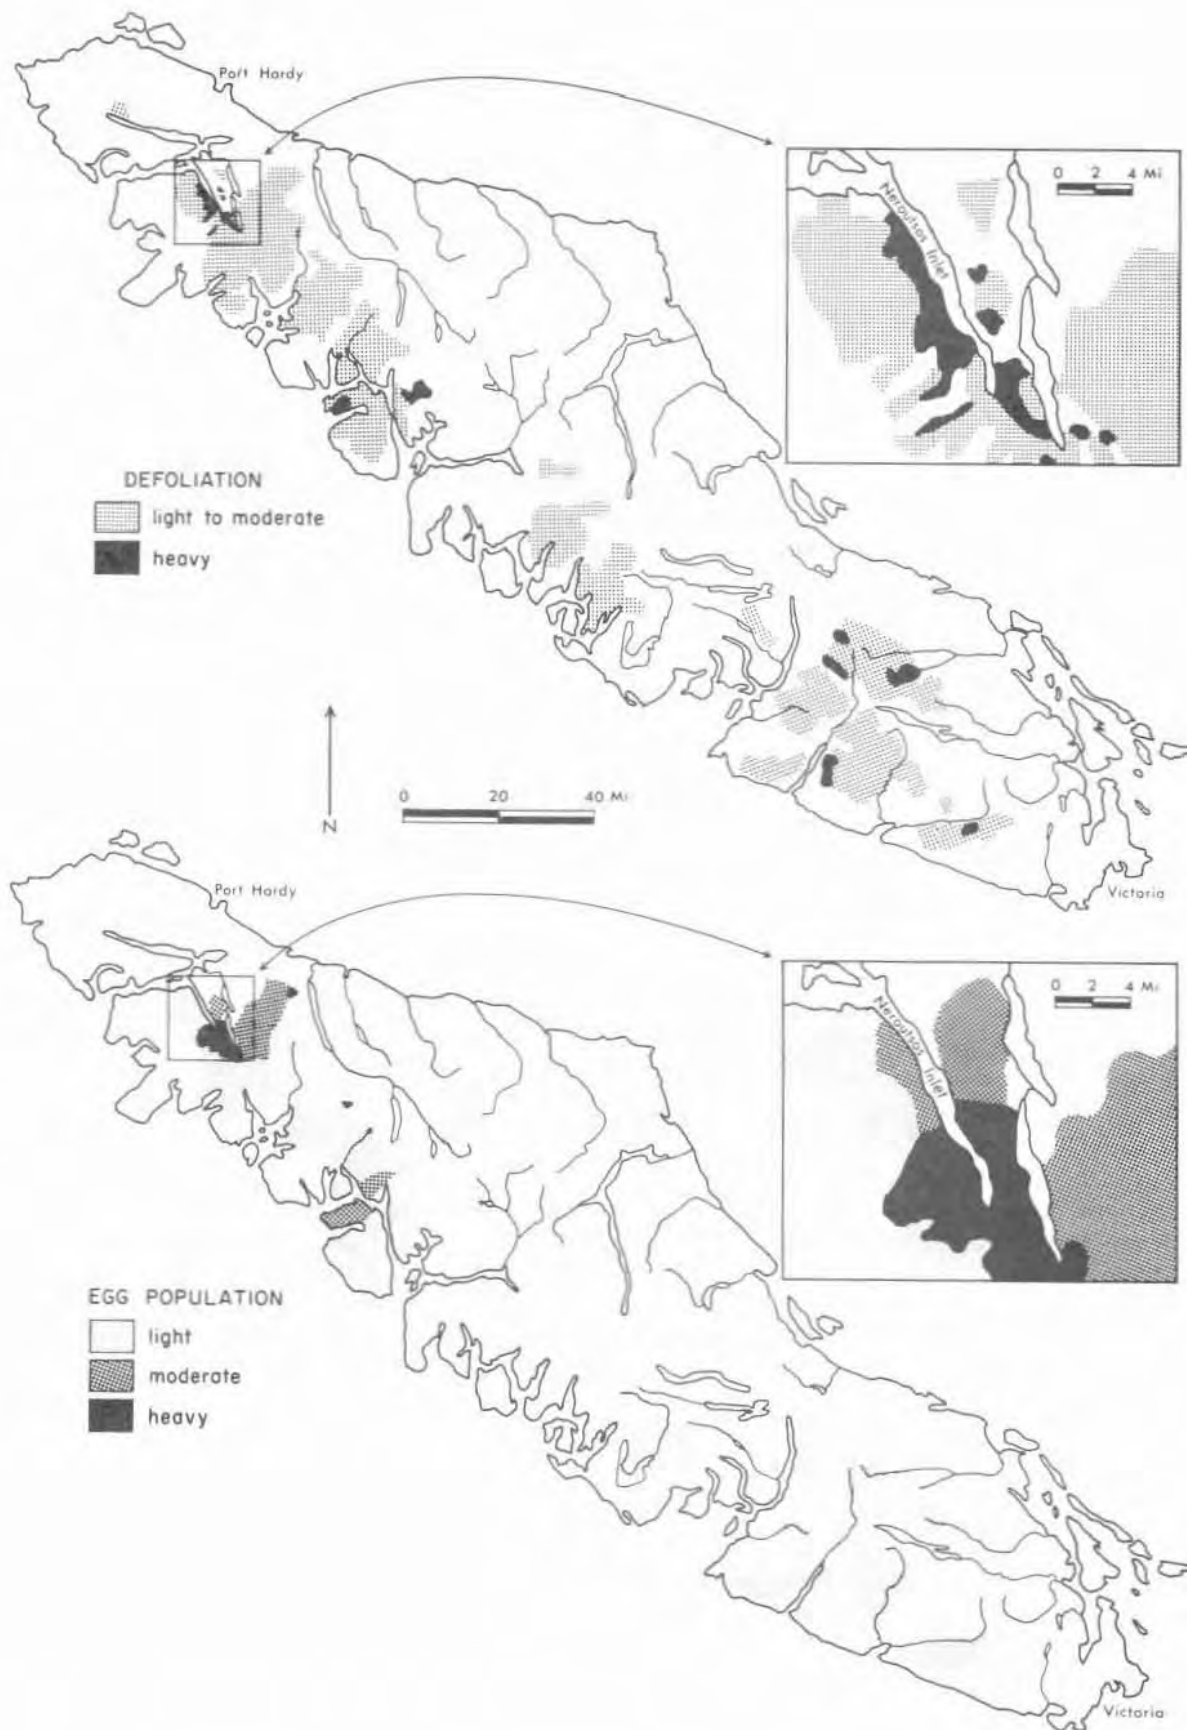 Port Hardy
0 2 4 Mi
Neroutsos Inlet
DEFOLIATION
light to moderate
heavy
N
0 20 40 Mi
Victoria
Port Hardy
0 2 4 Mi
Neroutsos Inlet
EGG POPULATION
light
moderate
heavy
Victoria